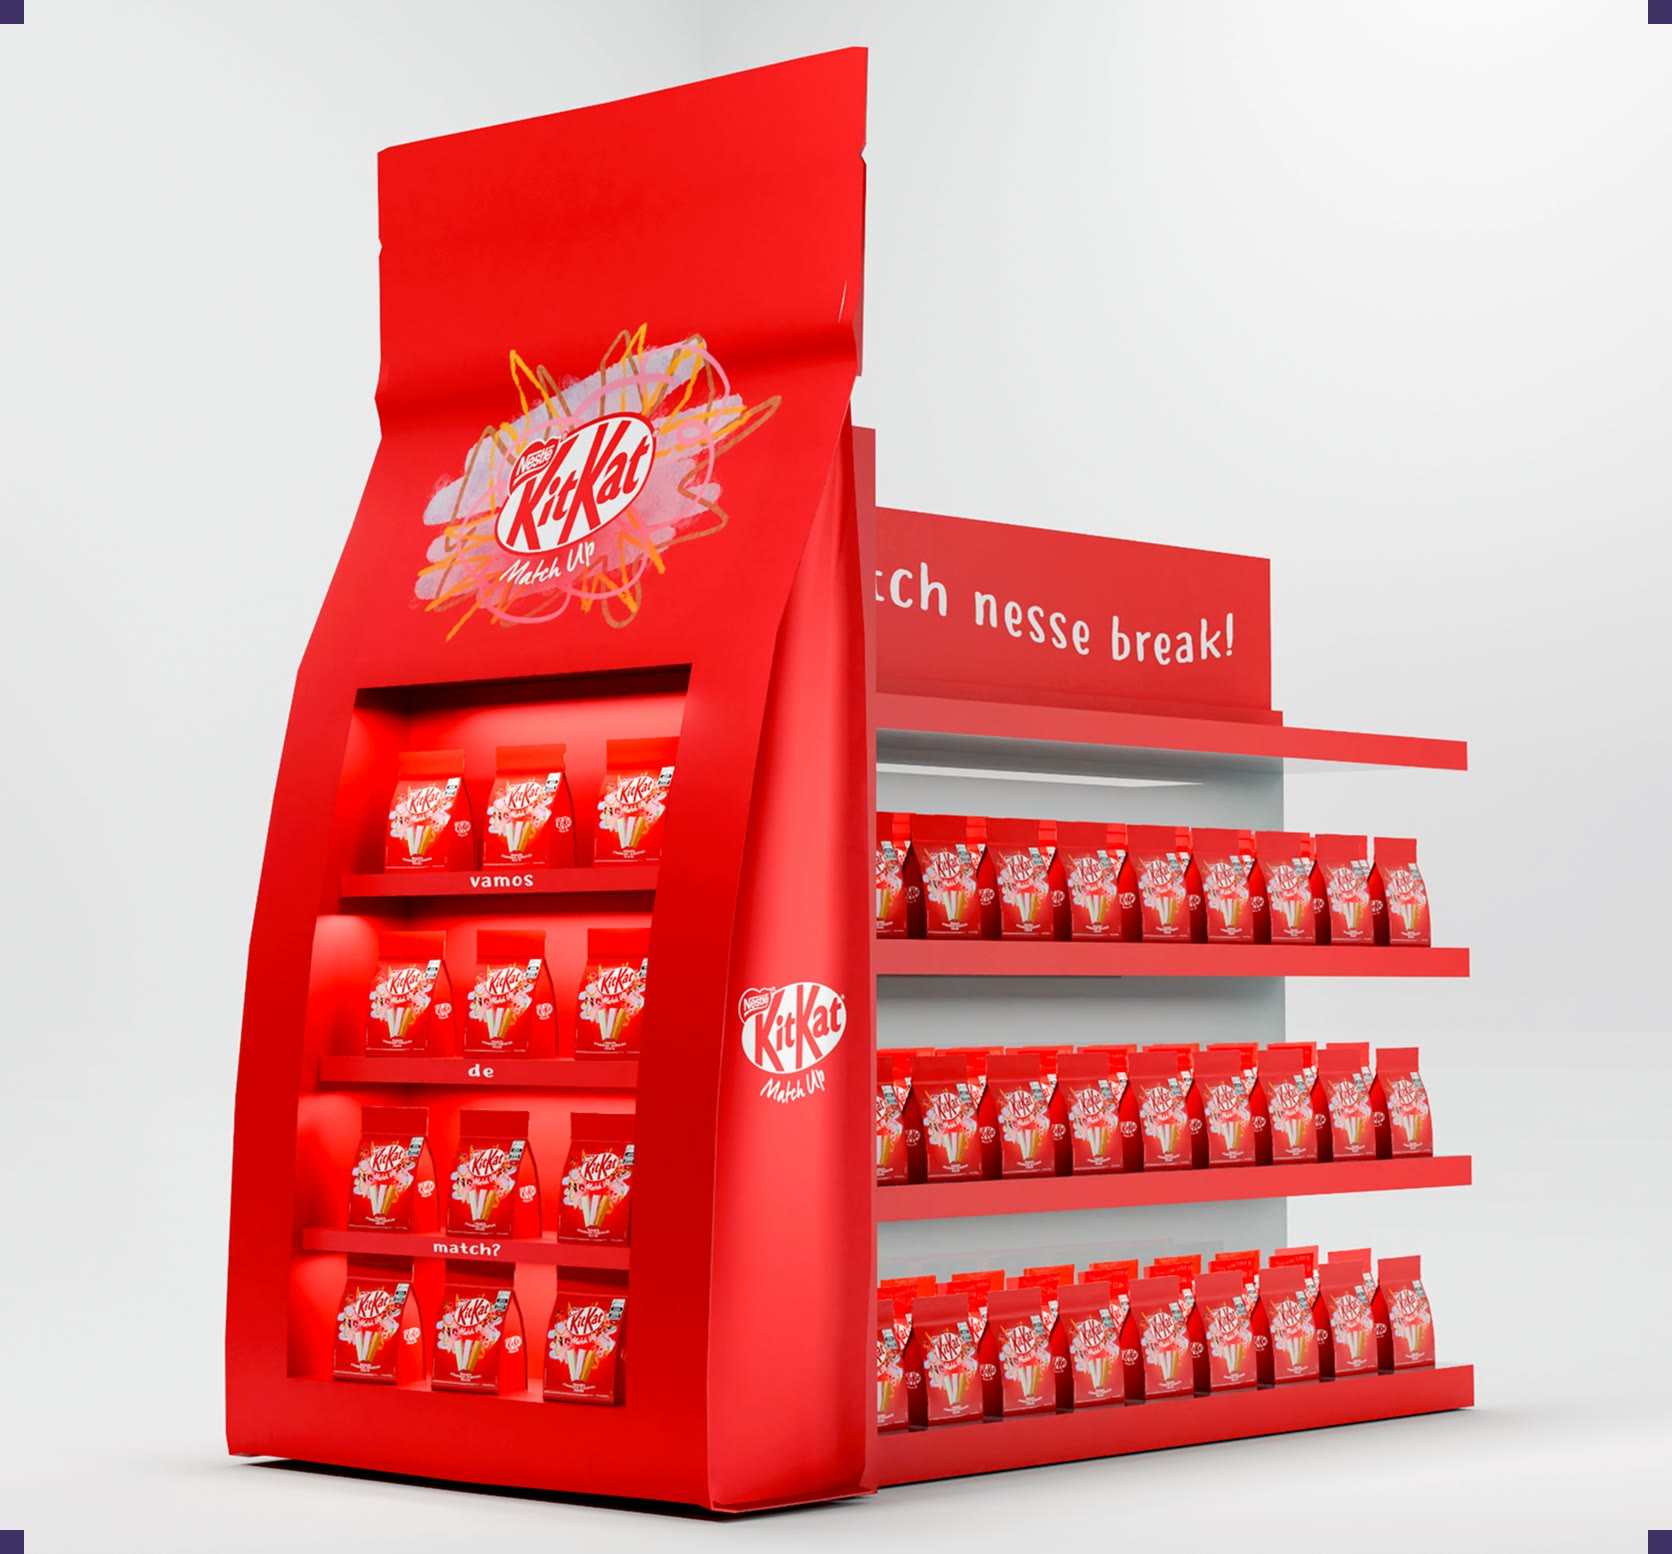 Nestlé
KitKat
Match Up
tch nesse break!
vamos
de
match?
Nestlé
KitKat
Match Up